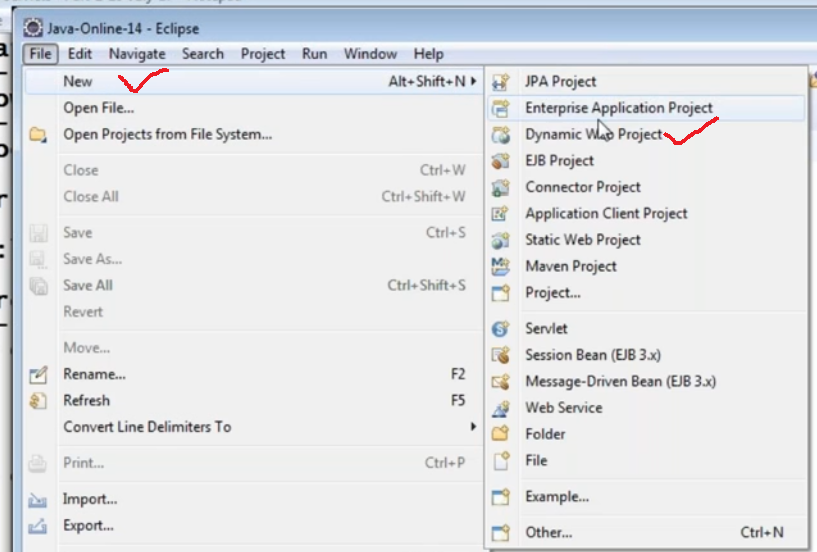 Java-Online-14 - Eclipse
File Edit Navigate Search Project Run Window Help
New Alt+Shift+N
Open File...
Open Projects from File System...
Close Ctrl+W
Close All Ctrl+Shift+W
Save Ctrl+S
Save As...
Save All Ctrl+Shift+S
Revert
Move...
Rename... F2
Refresh F5
Convert Line Delimiters To
Print... Ctrl+P
Import...
Export...
JPA Project
Enterprise Application Project
Dynamic Web Project
EJB Project
Connector Project
Application Client Project
Static Web Project
Maven Project
Project...
Servlet
Session Bean (EJB 3.x)
Message-Driven Bean (EJB 3.x)
Web Service
Folder
File
Example...
Other... Ctrl+N